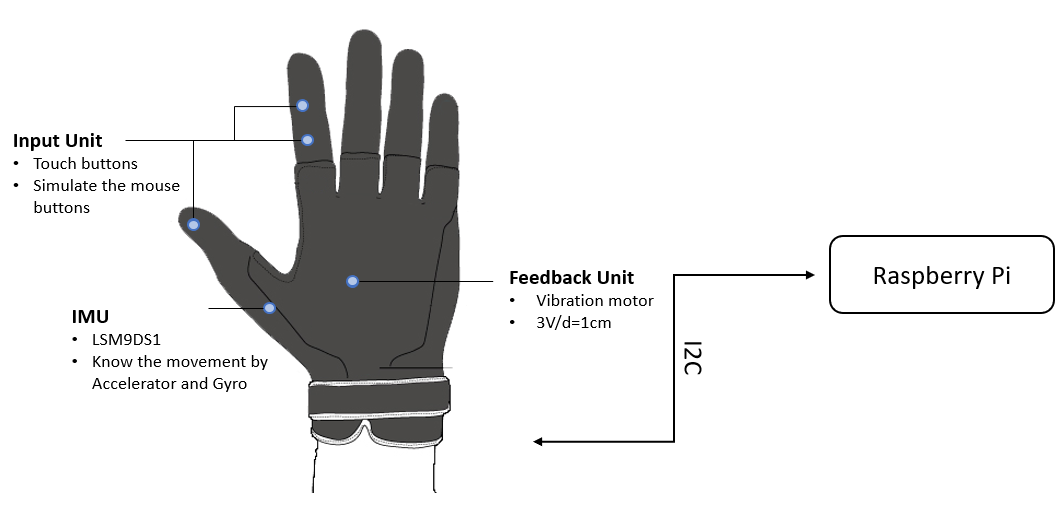 Input Unit
• Touch buttons
• Simulate the mouse
buttons
IMU
• LSM9DS1
• Know the movement by
Accelerator and Gyro
Feedback Unit
• Vibration motor
• 3V/d=1cm
I2C
Raspberry Pi